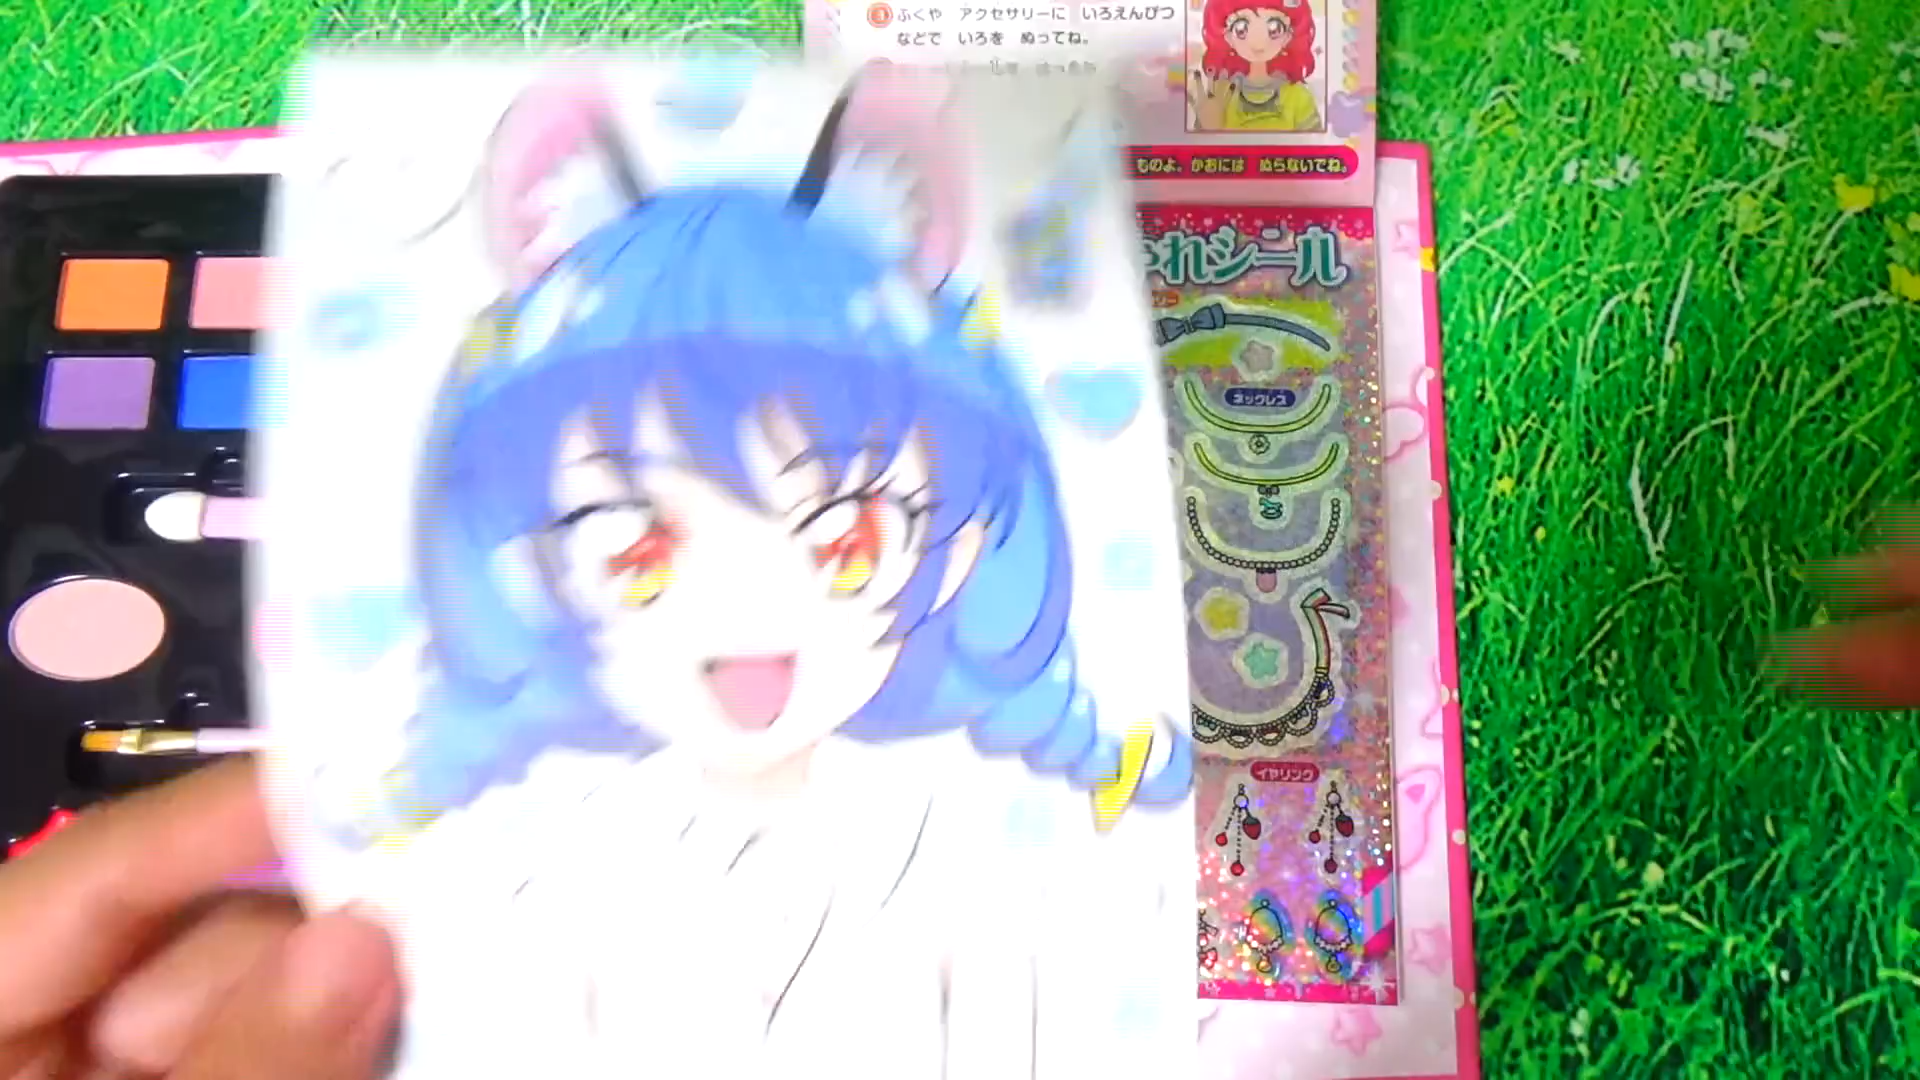 ③ふくや アクセサリーに いろえんぴつ
などで いろを ぬってね。
ものよ。かおには ぬらないでね。
れシール
ネックレス
イヤリング